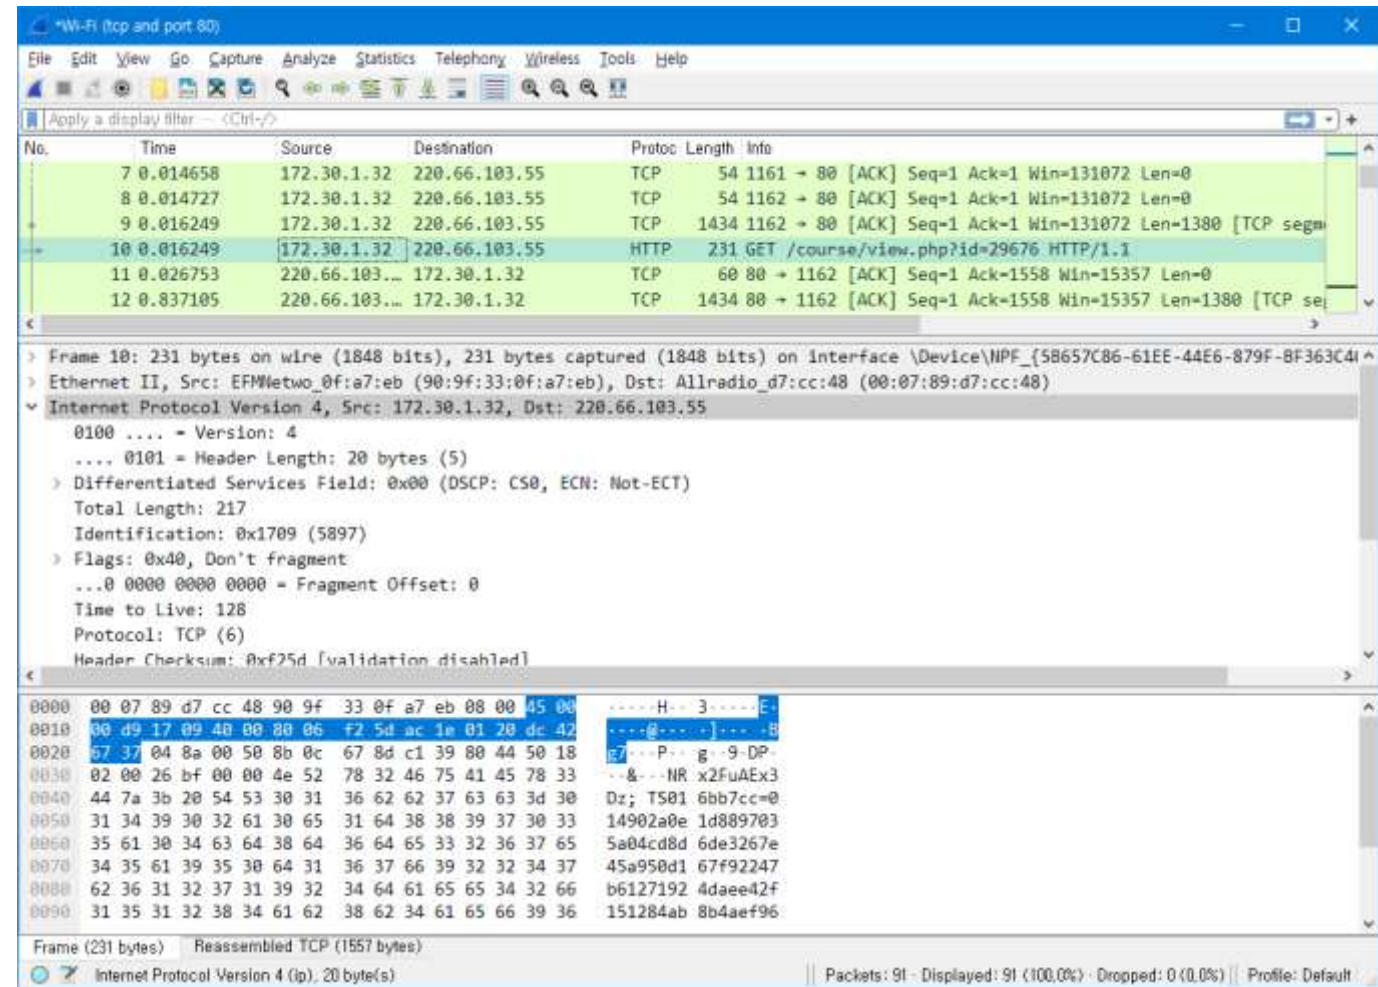 *Wi-Fi (tcp and port 80)
File Edit View Go Capture Analyze Statistics Telephony Wireless Tools Help
Apply a display filter ... <Ctrl-/>
No. Time Source Destination Protoc Length Info
7 0.014658 172.30.1.32 220.66.103.55 TCP 54 1161 → 80 [ACK] Seq=1 Ack=1 Win=131072 Len=0
8 0.014727 172.30.1.32 220.66.103.55 TCP 54 1162 → 80 [ACK] Seq=1 Ack=1 Win=131072 Len=0
9 0.016249 172.30.1.32 220.66.103.55 TCP 1434 1162 → 80 [ACK] Seq=1 Ack=1 Win=131072 Len=1380 [TCP segm
10 0.016249 172.30.1.32 220.66.103.55 HTTP 231 GET /course/view.php?id=29676 HTTP/1.1
11 0.026753 220.66.103… 172.30.1.32 TCP 60 80 → 1162 [ACK] Seq=1 Ack=1558 Win=15357 Len=0
12 0.837105 220.66.103… 172.30.1.32 TCP 1434 80 → 1162 [ACK] Seq=1 Ack=1558 Win=15357 Len=1380 [TCP seg
Frame 10: 231 bytes on wire (1848 bits), 231 bytes captured (1848 bits) on interface \Device\NPF_{58657C86-61EE-44E6-879F-8F363C4
Ethernet II, Src: EFMNetwo_0f:a7:eb (90:9f:33:0f:a7:eb), Dst: Allradio_d7:cc:48 (00:07:89:d7:cc:48)
Internet Protocol Version 4, Src: 172.30.1.32, Dst: 220.66.103.55
0100 .... = Version: 4
.... 0101 = Header Length: 20 bytes (5)
Differentiated Services Field: 0x00 (DSCP: CS0, ECN: Not-ECT)
Total Length: 217
Identification: 0x1709 (5897)
Flags: 0x40, Don't fragment
...0 0000 0000 0000 = Fragment Offset: 0
Time to Live: 128
Protocol: TCP (6)
Header Checksum: 0xf25d [validation disabled]
0000 00 07 89 d7 cc 48 90 9f 33 0f a7 eb 08 00 45 00 ·····H·· 3·····E·
0010 00 d9 17 09 40 00 80 06 f2 5d ac 1e 01 20 dc 42 ····@··· ·]··· ·B
0020 67 37 04 8a 00 50 8b 0c 67 8d c1 39 80 44 50 18 g7···P·· g··9·DP·
0030 02 00 26 bf 00 00 4e 52 78 32 46 75 41 45 78 33 ··&···NR x2FuAEx3
0040 44 7a 3b 20 54 53 30 31 36 62 62 37 63 63 3d 30 Dz; TS01 6bb7cc=0
0050 31 34 39 30 32 61 30 65 31 64 38 38 39 37 30 33 14902a0e 1d889703
0060 35 61 30 34 63 64 38 64 36 64 65 33 32 36 37 65 5a04cd8d 6de3267e
0070 34 35 61 39 35 30 64 31 36 37 66 39 32 32 34 37 45a950d1 67f92247
0080 62 36 31 32 37 31 39 32 34 64 61 65 65 34 32 66 b6127192 4daee42f
0090 31 35 31 32 38 34 61 62 38 62 34 61 65 66 39 36 151284ab 8b4aef96
Frame (231 bytes) Reassembled TCP (1557 bytes)
Internet Protocol Version 4 (ip), 20 byte(s) Packets: 91 · Displayed: 91 (100.0%) · Dropped: 0 (0.0%) Profile: Default